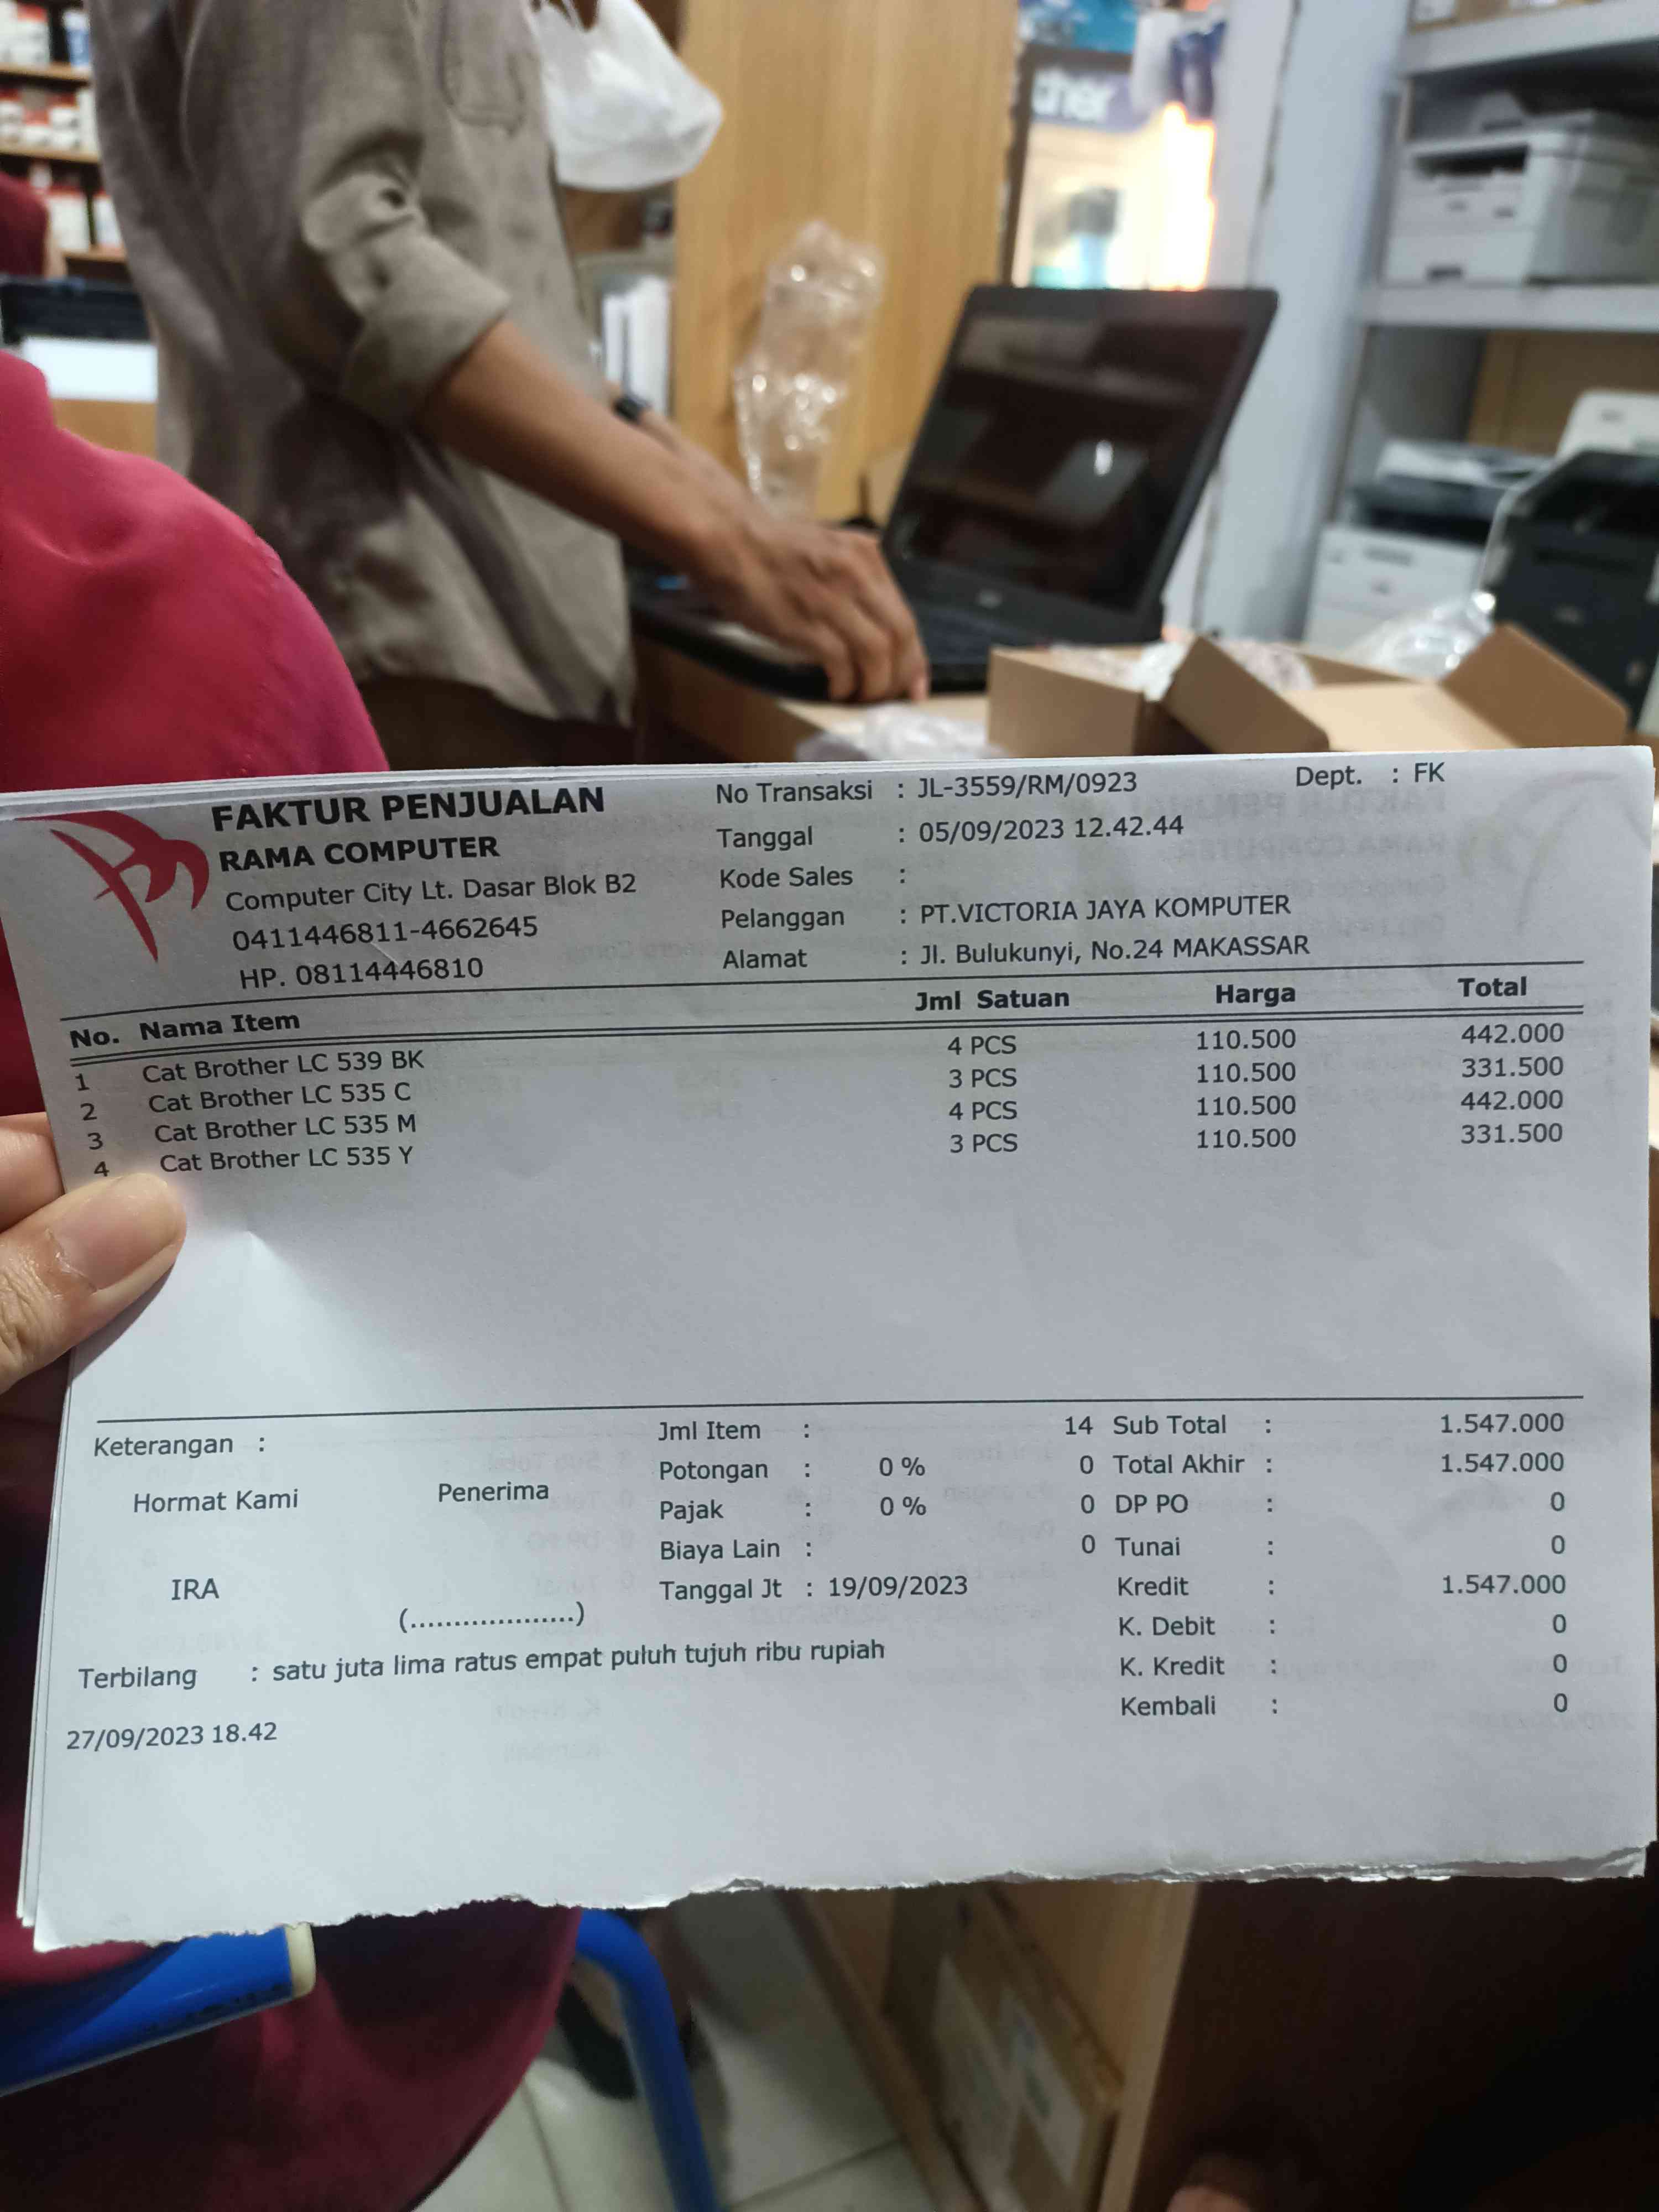 FAKTUR PENJUALAN
RAMA COMPUTER
Computer City Lt. Dasar Blok B2
0411446811-4662645
HP. 08114446810
No Transaksi : JL-3559/RM/0923 Dept. : FK
Tanggal : 05/09/2023 12.42.44
Kode Sales :
Pelanggan : PT.VICTORIA JAYA KOMPUTER
Alamat : Jl. Bulukunyi, No.24 MAKASSAR
No. Nama Item Jml Satuan Harga Total
1 Cat Brother LC 539 BK 4 PCS 110.500 442.000
2 Cat Brother LC 535 C 3 PCS 110.500 331.500
3 Cat Brother LC 535 M 4 PCS 110.500 442.000
4 Cat Brother LC 535 Y 3 PCS 110.500 331.500
Keterangan :
Hormat Kami Penerima
IRA (....................)
Jml Item : 14
Potongan : 0 % 0
Pajak : 0 % 0
Biaya Lain : 0
Tanggal Jt : 19/09/2023
Sub Total : 1.547.000
Total Akhir : 1.547.000
DP PO : 0
Tunai : 0
Kredit : 1.547.000
K. Debit : 0
K. Kredit : 0
Kembali : 0
Terbilang : satu juta lima ratus empat puluh tujuh ribu rupiah
27/09/2023 18.42